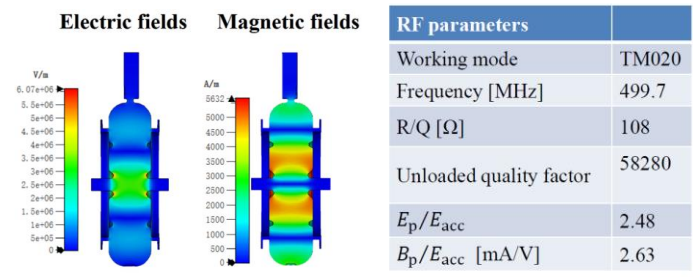 Electric fields
Magnetic fields
V/m
6.07e+06
5.5e+06
5e+06
4.5e+06
4e+06
3.5e+06
3e+06
2.5e+06
2e+06
1.5e+06
1e+06
5e+05
0
A/m
5632
5000
4500
4000
3500
3000
2500
2000
1500
1000
500
0
RF parameters
Working mode TM020
Frequency [MHz] 499.7
R/Q [Ω] 108
Unloaded quality factor 58280
Ep/Eacc 2.48
Bp/Eacc [mA/V] 2.63